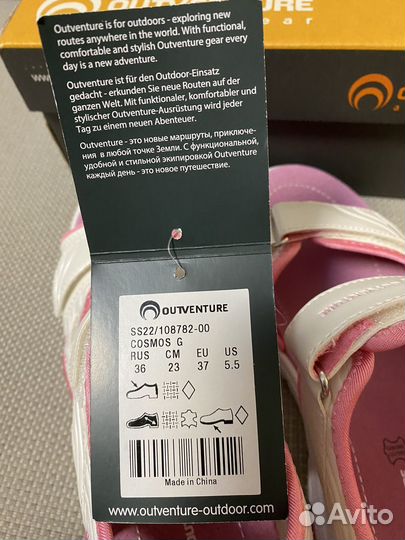 OUTVENTURE
wear
Outventure is for outdoors - exploring new
routes anywhere in the world. With functional,
comfortable and stylish Outventure gear every
day is a new adventure.
Outventure ist für den Outdoor-Einsatz
gedacht - erkunden Sie neue Routen auf der
ganzen Welt. Mit funktionaler, komfortabler und
stylischer Outventure-Ausrüstung wird jeder
Tag zu einem neuen Abenteuer.
Outventure - это новые маршруты, приключе-
ния в любой точке Земли. С функциональной,
удобной и стильной экипировкой Outventure
каждый день - это новое путешествие.
OUTVENTURE
SS22/108782-00
COSMOS G
RUS CM EU US
36 23 37 5.5
Made in China
www.outventure-outdoor.com
Avito